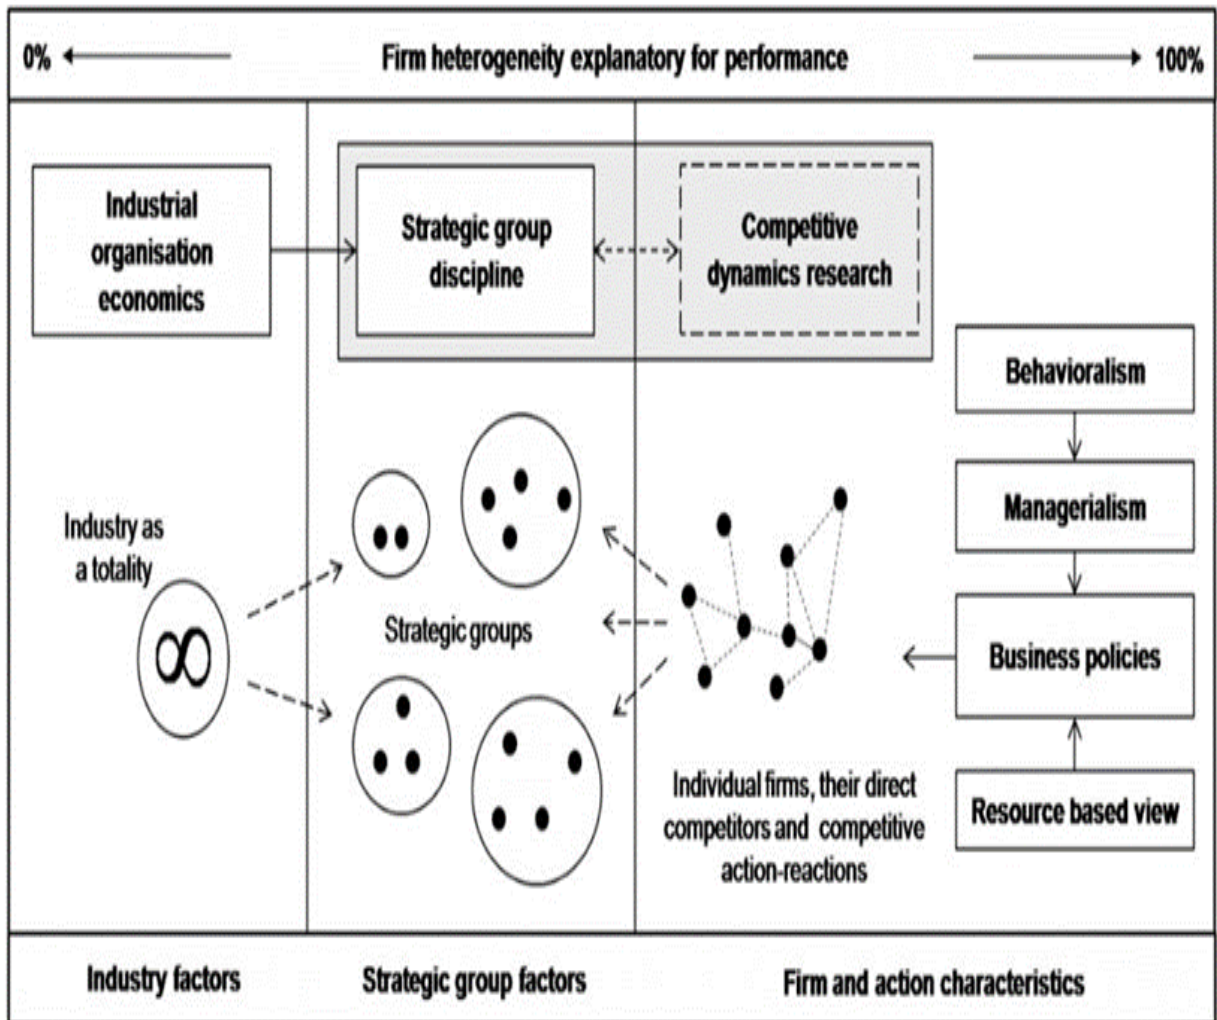 0%
Firm heterogeneity explanatory for performance
100%
Industrial
organisation
economics
Strategic group
discipline
Competitive
dynamics research
Behavioralism
Managerialism
Business policies
Resource based view
Industry as
a totality
∞
Strategic groups
Individual firms, their direct
competitors and competitive
action-reactions
Industry factors
Strategic group factors
Firm and action characteristics